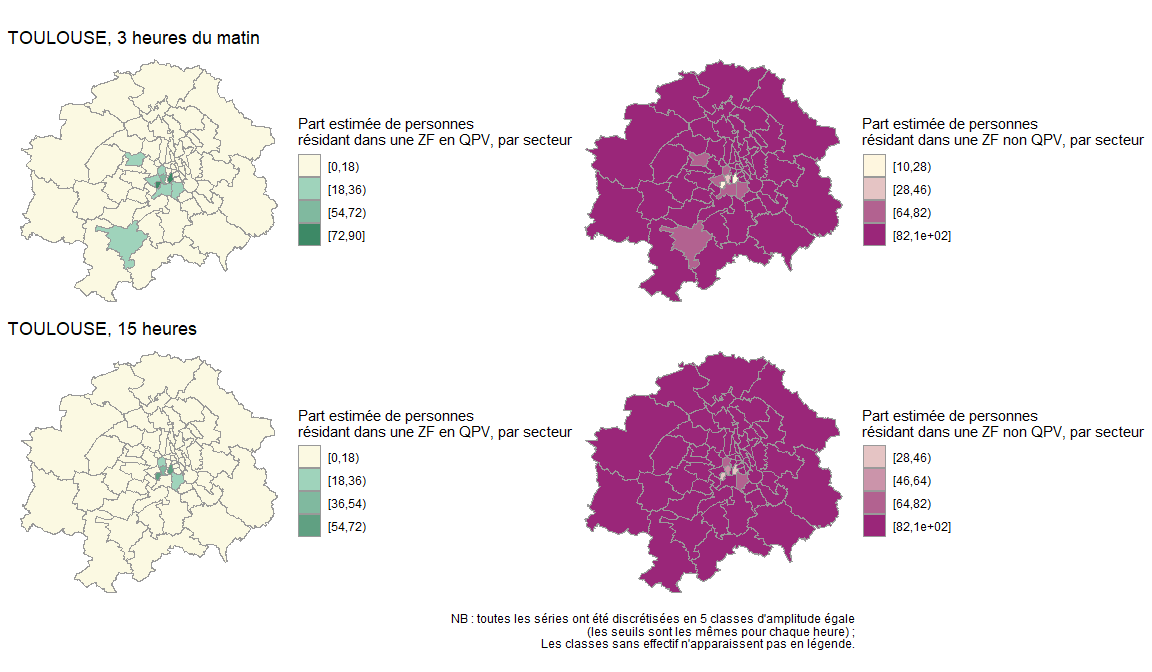 TOULOUSE, 3 heures du matin
Part estimée de personnes
résidant dans une ZF en QPV, par secteur
[0,18)
[18,36)
[54,72)
[72,90]
Part estimée de personnes
résidant dans une ZF non QPV, par secteur
[10,28)
[28,46)
[64,82)
[82,1e+02]
TOULOUSE, 15 heures
Part estimée de personnes
résidant dans une ZF en QPV, par secteur
[0,18)
[18,36)
[36,54)
[54,72)
Part estimée de personnes
résidant dans une ZF non QPV, par secteur
[28,46)
[46,64)
[64,82)
[82,1e+02]
NB : toutes les séries ont été discrétisées en 5 classes d'amplitude égale
(les seuils sont les mêmes pour chaque heure) ;
Les classes sans effectif n'apparaissent pas en légende.